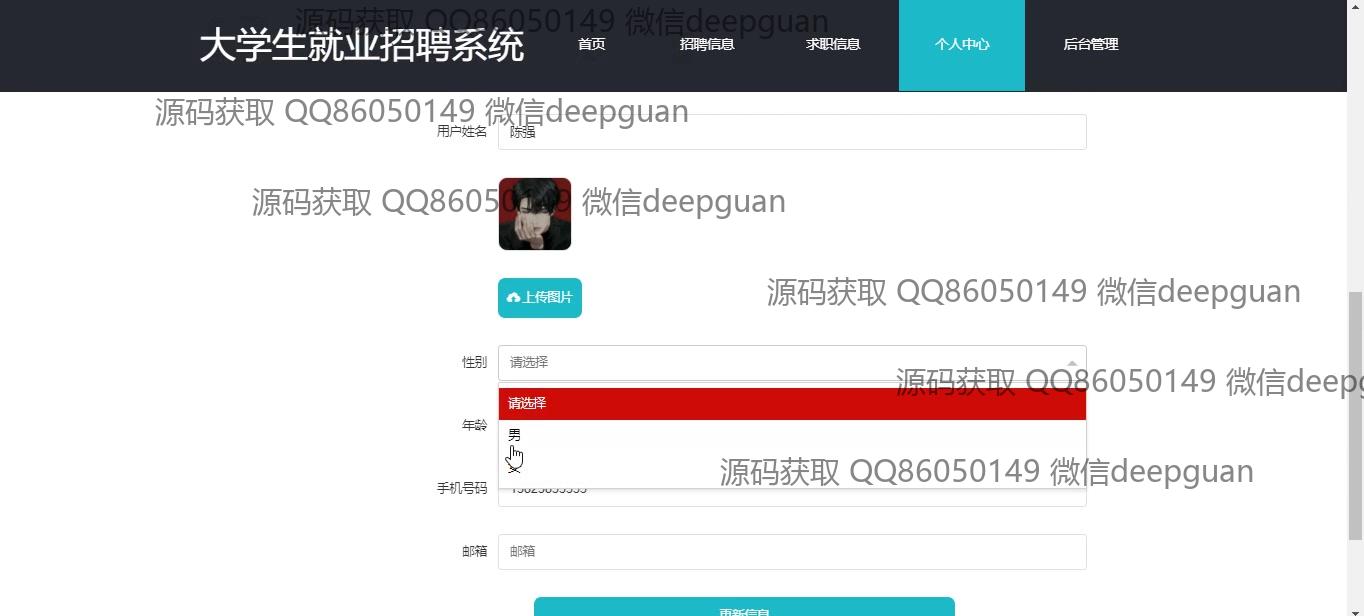 源码获取 QQ86050149 微信deepguan
大学生就业招聘系统 首页 招聘信息 求职信息 个人中心 后台管理
源码获取 QQ86050149 微信deepguan
用户姓名 陈强
源码获取 QQ86050149 微信deepguan
源码获取 QQ86050149 微信deepguan
上传图片
性别 请选择
源码获取 QQ86050149 微信deep
请选择
年龄
男
源码获取 QQ86050149 微信deepguan
手机号码
邮箱 邮箱
更新信息